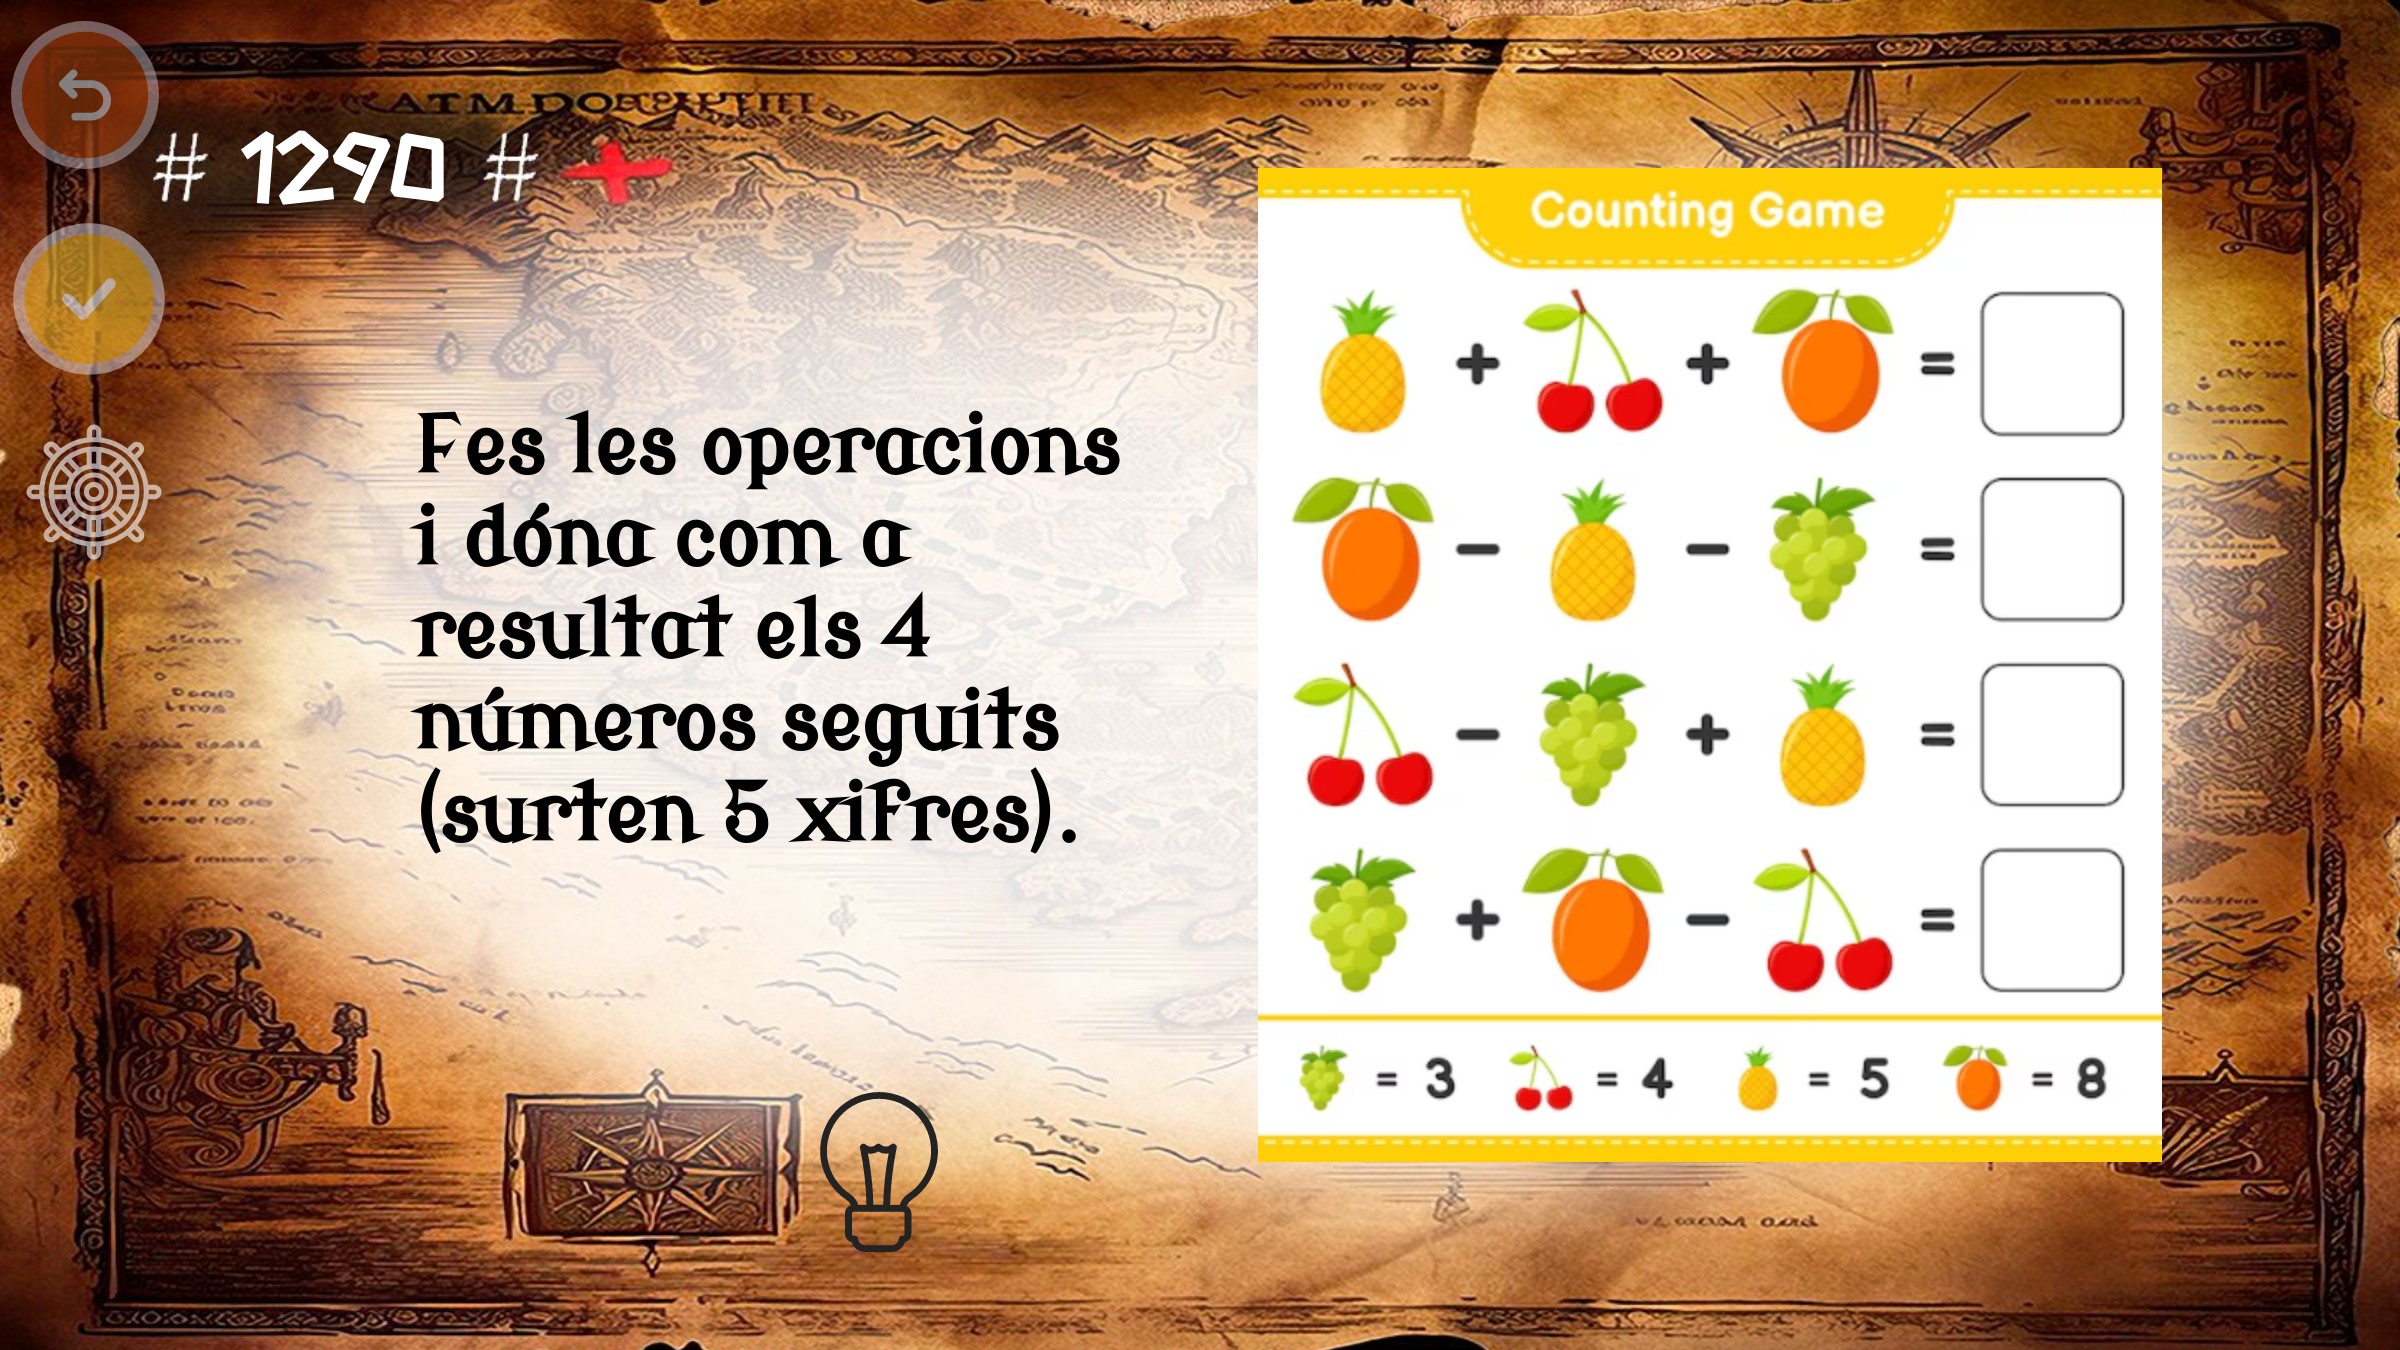 # 1290 #
Fes les operacions
i dóna com a
resultat els 4
números seguits
(surten 5 xifres).
Counting Game
+ + =
− − =
− + =
+ − =
= 3 = 4 = 5 = 8